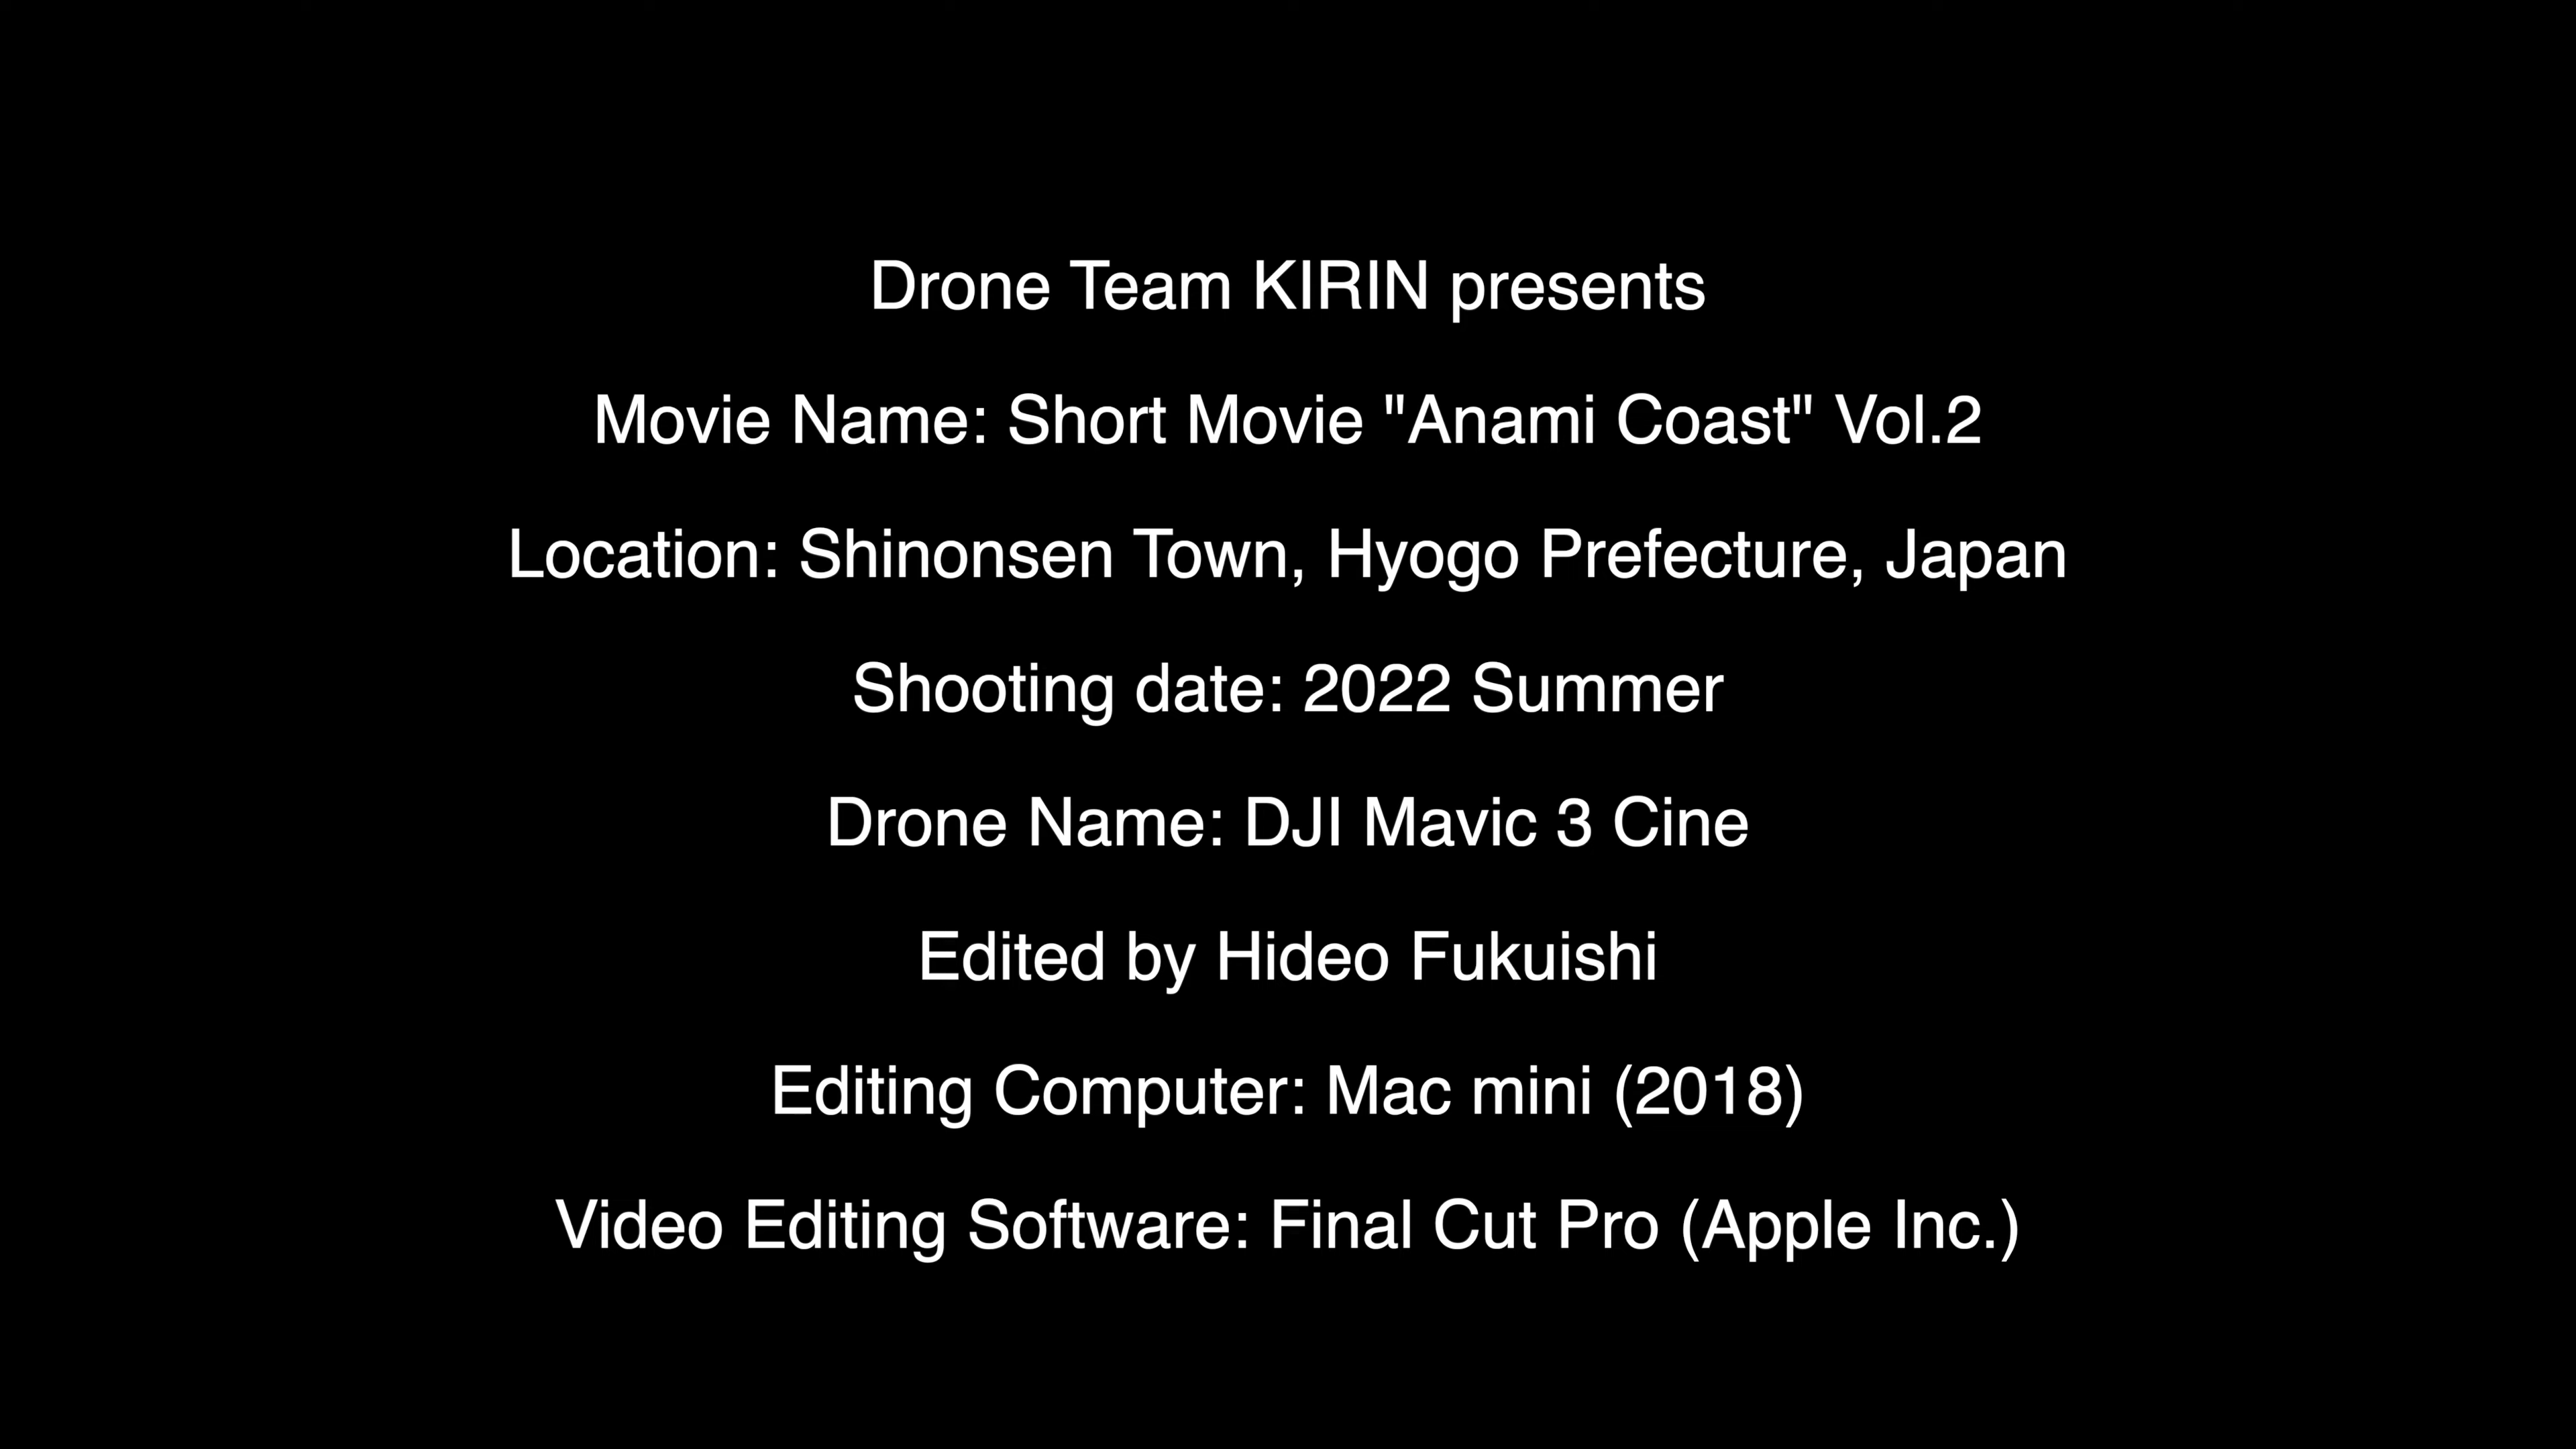 Drone Team KIRIN presents
Movie Name: Short Movie "Anami Coast" Vol.2
Location: Shinonsen Town, Hyogo Prefecture, Japan
Shooting date: 2022 Summer
Drone Name: DJI Mavic 3 Cine
Edited by Hideo Fukuishi
Editing Computer: Mac mini (2018)
Video Editing Software: Final Cut Pro (Apple Inc.)